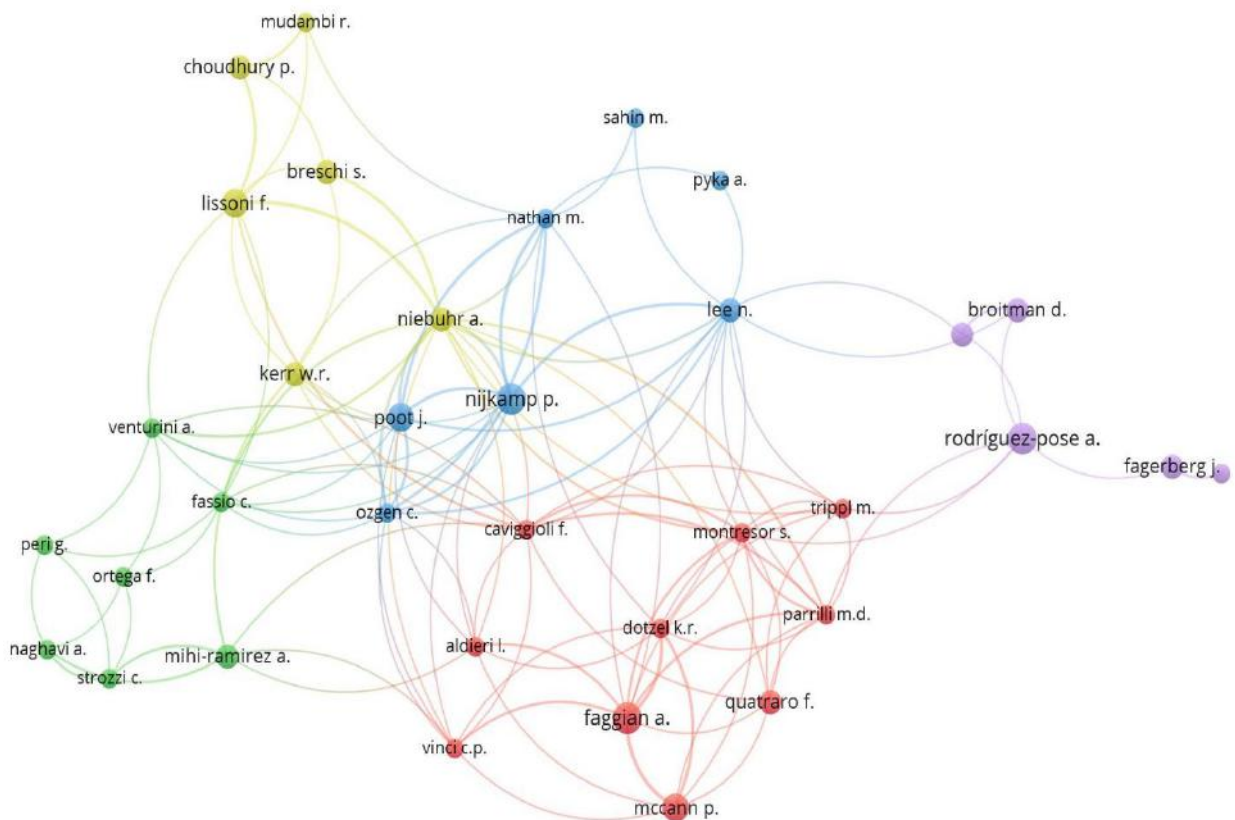 mudambi r.
choudhury p.
sahin m.
breschi s.
pyka a.
lissoni f.
nathan m.
lee n.
broitman d.
niebuhr a.
kerr w.r.
nijkamp p.
poot j.
venturini a.
rodríguez-pose a.
fagerberg j.
fassio c.
ozgen c.
trippl m.
caviggioli f.
montresor s.
peri g.
ortega f.
parrilli m.d.
dotzel k.r.
aldieri l.
naghavi a.
mihi-ramirez a.
strozzi c.
quatraro f.
faggian a.
vinci c.p.
mccann p.